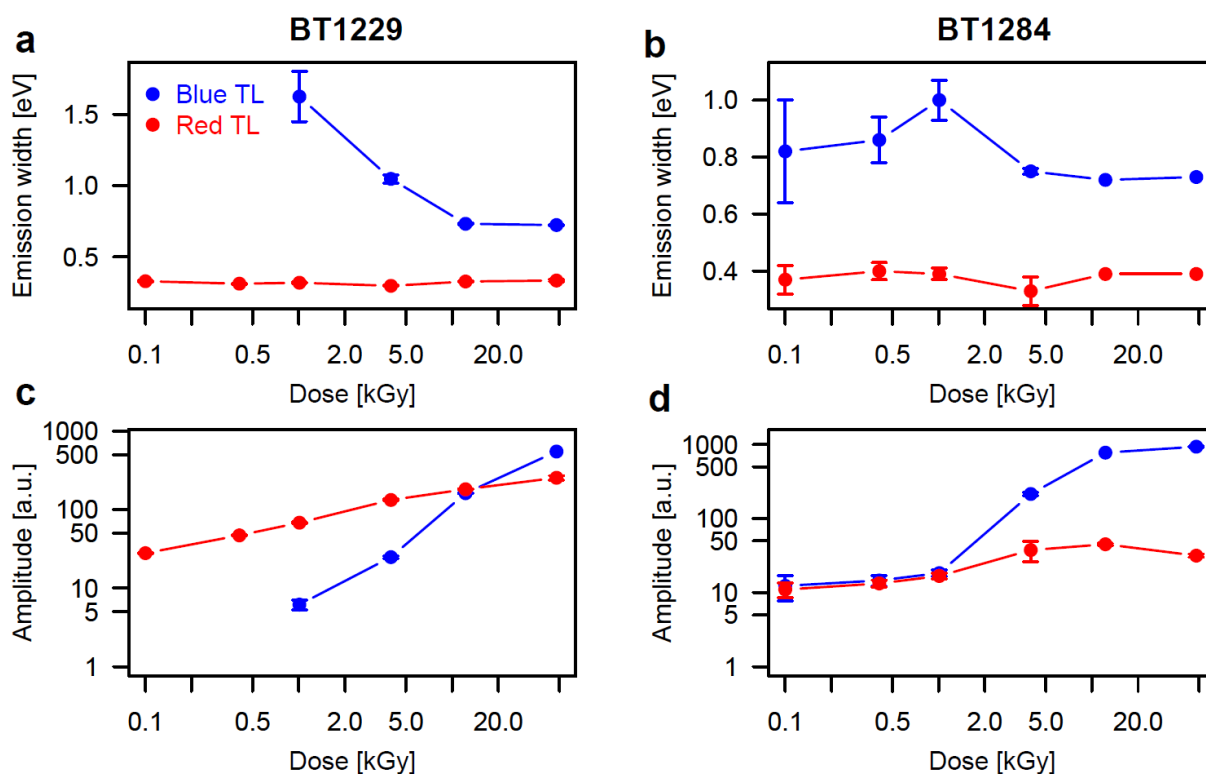 a BT1229
b BT1284
Emission width [eV]
1.5
1.0
0.5
Blue TL
Red TL
0.1 0.5 2.0 5.0 20.0
Dose [kGy]
Emission width [eV]
1.0
0.8
0.6
0.4
0.1 0.5 2.0 5.0 20.0
Dose [kGy]
c
Amplitude [a.u.]
1000
500
100
50
10
5
1
0.1 0.5 2.0 5.0 20.0
Dose [kGy]
d
Amplitude [a.u.]
1000
500
100
50
10
5
1
0.1 0.5 2.0 5.0 20.0
Dose [kGy]